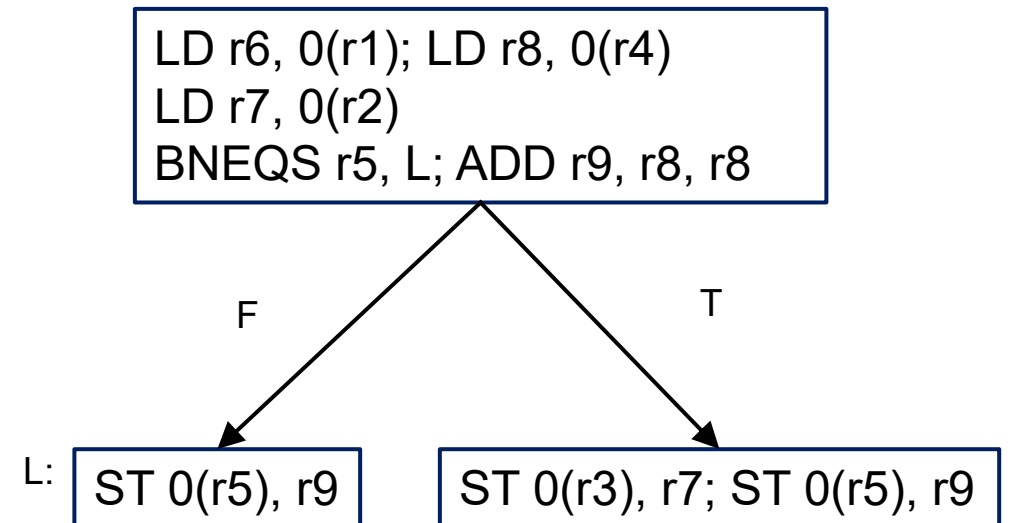 LD r6, 0(r1); LD r8, 0(r4)
LD r7, 0(r2)
BNEQS r5, L; ADD r9, r8, r8
F
T
L:
ST 0(r5), r9
ST 0(r3), r7; ST 0(r5), r9